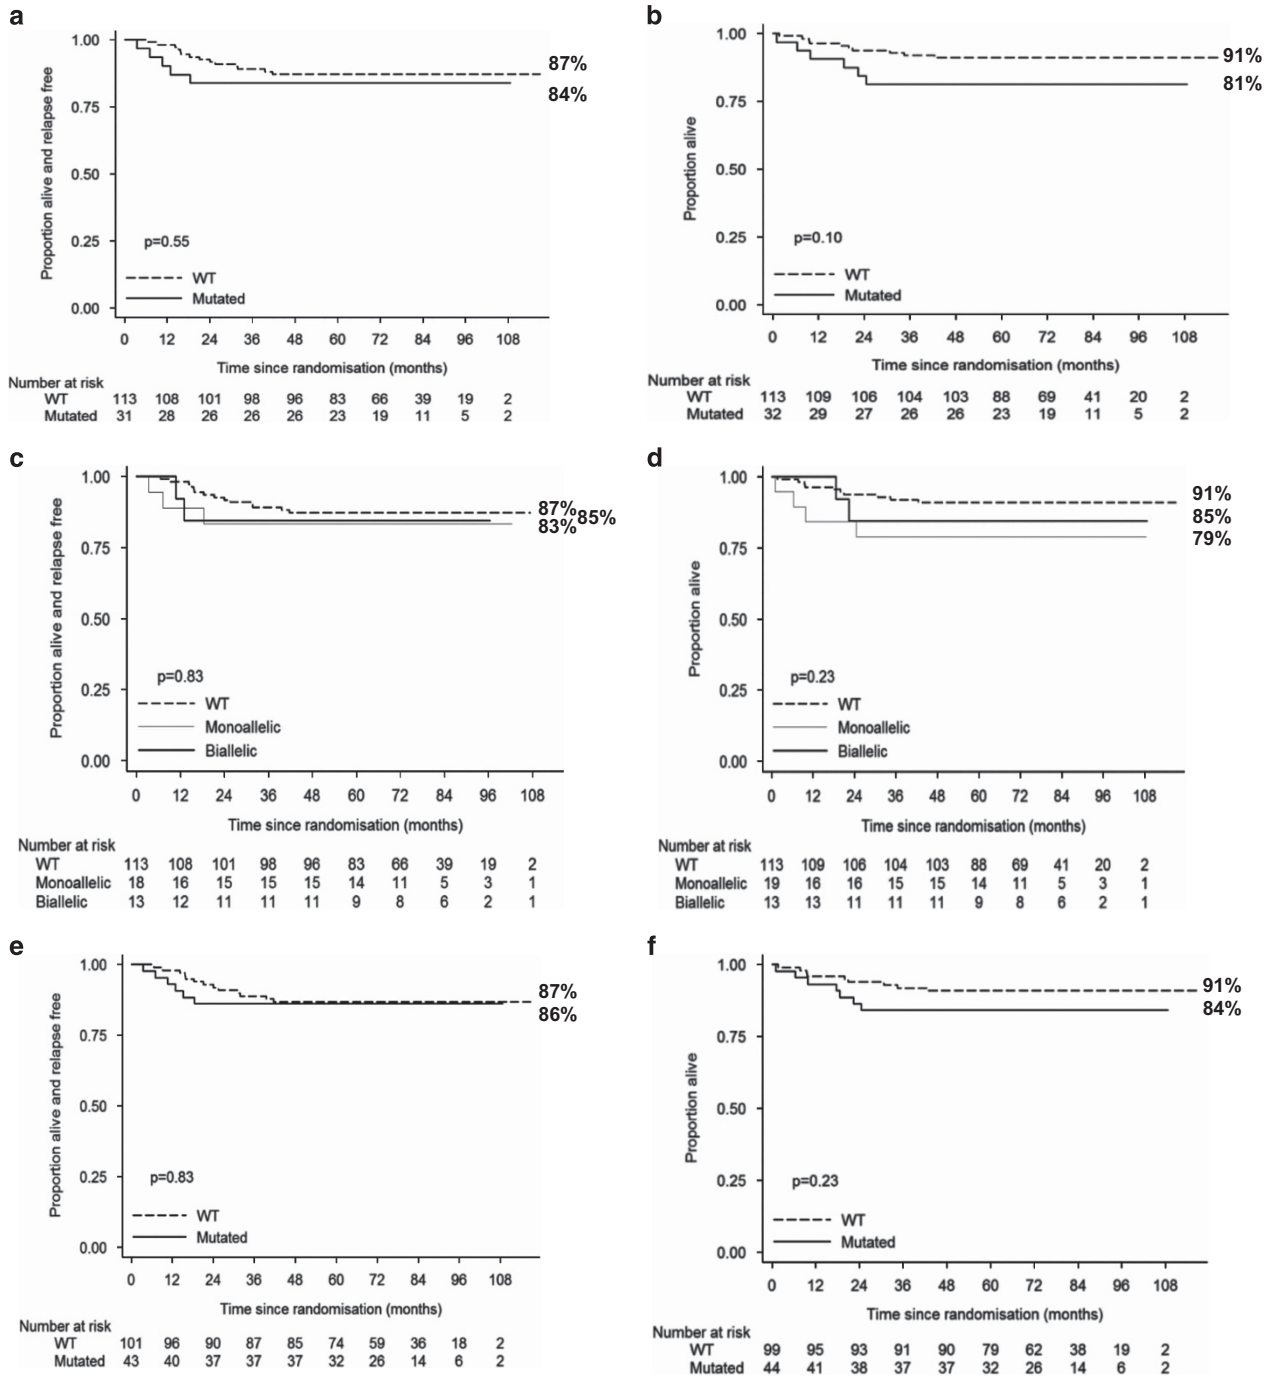 a
1.00
0.75
0.50
0.25
0.00
Proportion alive and relapse free
87%
84%
p=0.55
WT
Mutated
0 12 24 36 48 60 72 84 96 108
Time since randomisation (months)
Number at risk
WT 113 108 101 98 96 83 66 39 19 2
Mutated 31 28 26 26 26 23 19 11 5 2
b
1.00
0.75
0.50
0.25
0.00
Proportion alive
91%
81%
p=0.10
WT
Mutated
0 12 24 36 48 60 72 84 96 108
Time since randomisation (months)
Number at risk
WT 113 109 106 104 103 88 69 41 20 2
Mutated 32 29 27 26 26 23 19 11 5 2
c
1.00
0.75
0.50
0.25
0.00
Proportion alive and relapse free
87% 85%
83%
p=0.83
WT
Monoallelic
Biallelic
0 12 24 36 48 60 72 84 96 108
Time since randomisation (months)
Number at risk
WT 113 108 101 98 96 83 66 39 19 2
Monoallelic 18 16 15 15 15 14 11 5 3 1
Biallelic 13 12 11 11 11 9 8 6 2 1
d
1.00
0.75
0.50
0.25
0.00
Proportion alive
91%
85%
79%
p=0.23
WT
Monoallelic
Biallelic
0 12 24 36 48 60 72 84 96 108
Time since randomisation (months)
Number at risk
WT 113 109 106 104 103 88 69 41 20 2
Monoallelic 19 16 16 15 15 14 11 5 3 1
Biallelic 13 13 11 11 11 9 8 6 2 1
e
1.00
0.75
0.50
0.25
0.00
Proportion alive and relapse free
87%
86%
p=0.83
WT
Mutated
0 12 24 36 48 60 72 84 96 108
Time since randomisation (months)
Number at risk
WT 101 96 90 87 85 74 59 36 18 2
Mutated 43 40 37 37 37 32 26 14 6 2
f
1.00
0.75
0.50
0.25
0.00
Proportion alive
91%
84%
p=0.23
WT
Mutated
0 12 24 36 48 60 72 84 96 108
Time since randomisation (months)
Number at risk
WT 99 95 93 91 90 79 62 38 19 2
Mutated 44 41 38 37 37 32 26 14 6 2